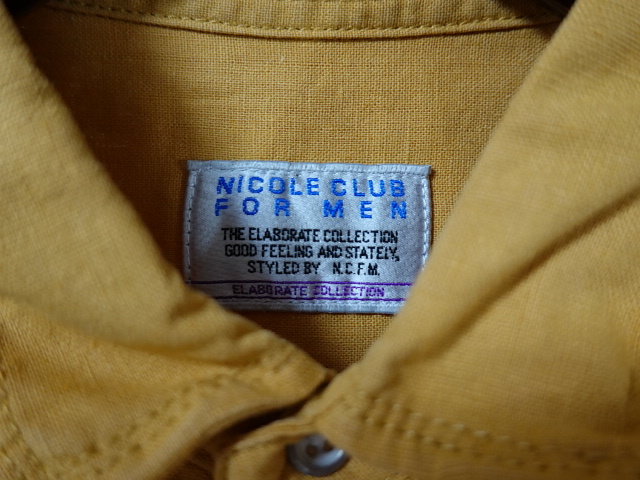 NICOLE CLUB
FOR MEN
THE ELABORATE COLLECTION
GOOD FEELING AND STATELY,
STYLED BY N.C.F.M.
ELABORATE COLLECTION